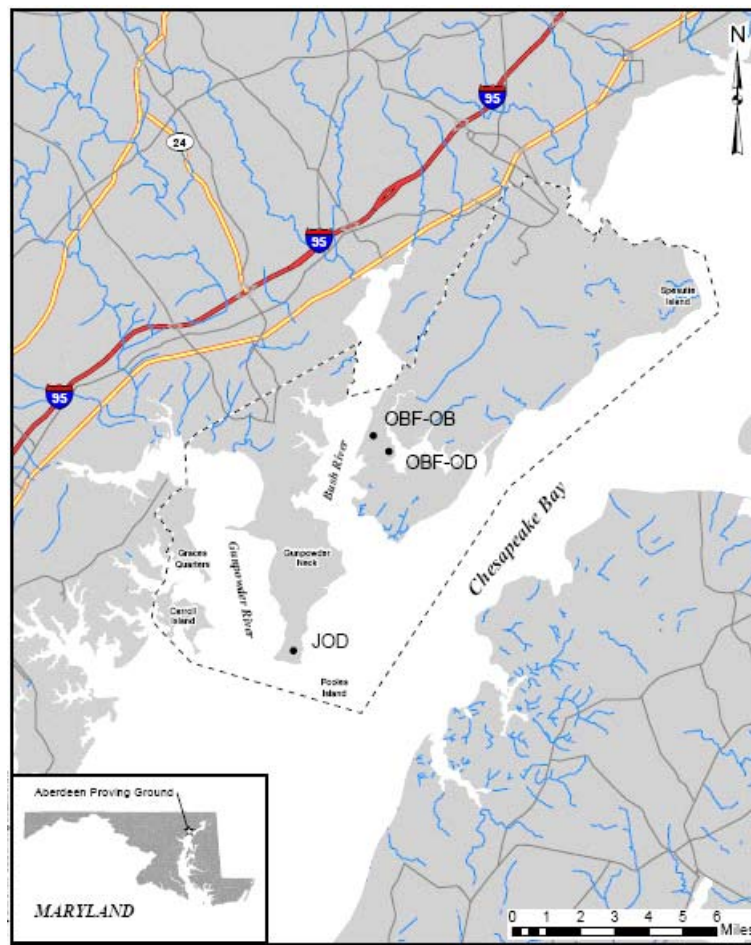 N
95
24
95
Spesutie
Island
95
OBF-OB
OBF-OD
Bush River
Chesapeake Bay
Graces
Quarters
Gunpowder
Neck
Gunpowder River
Carroll
Island
JOD
Pooles
Island
Aberdeen Proving Ground
MARYLAND
0 1 2 3 4 5 6
Miles